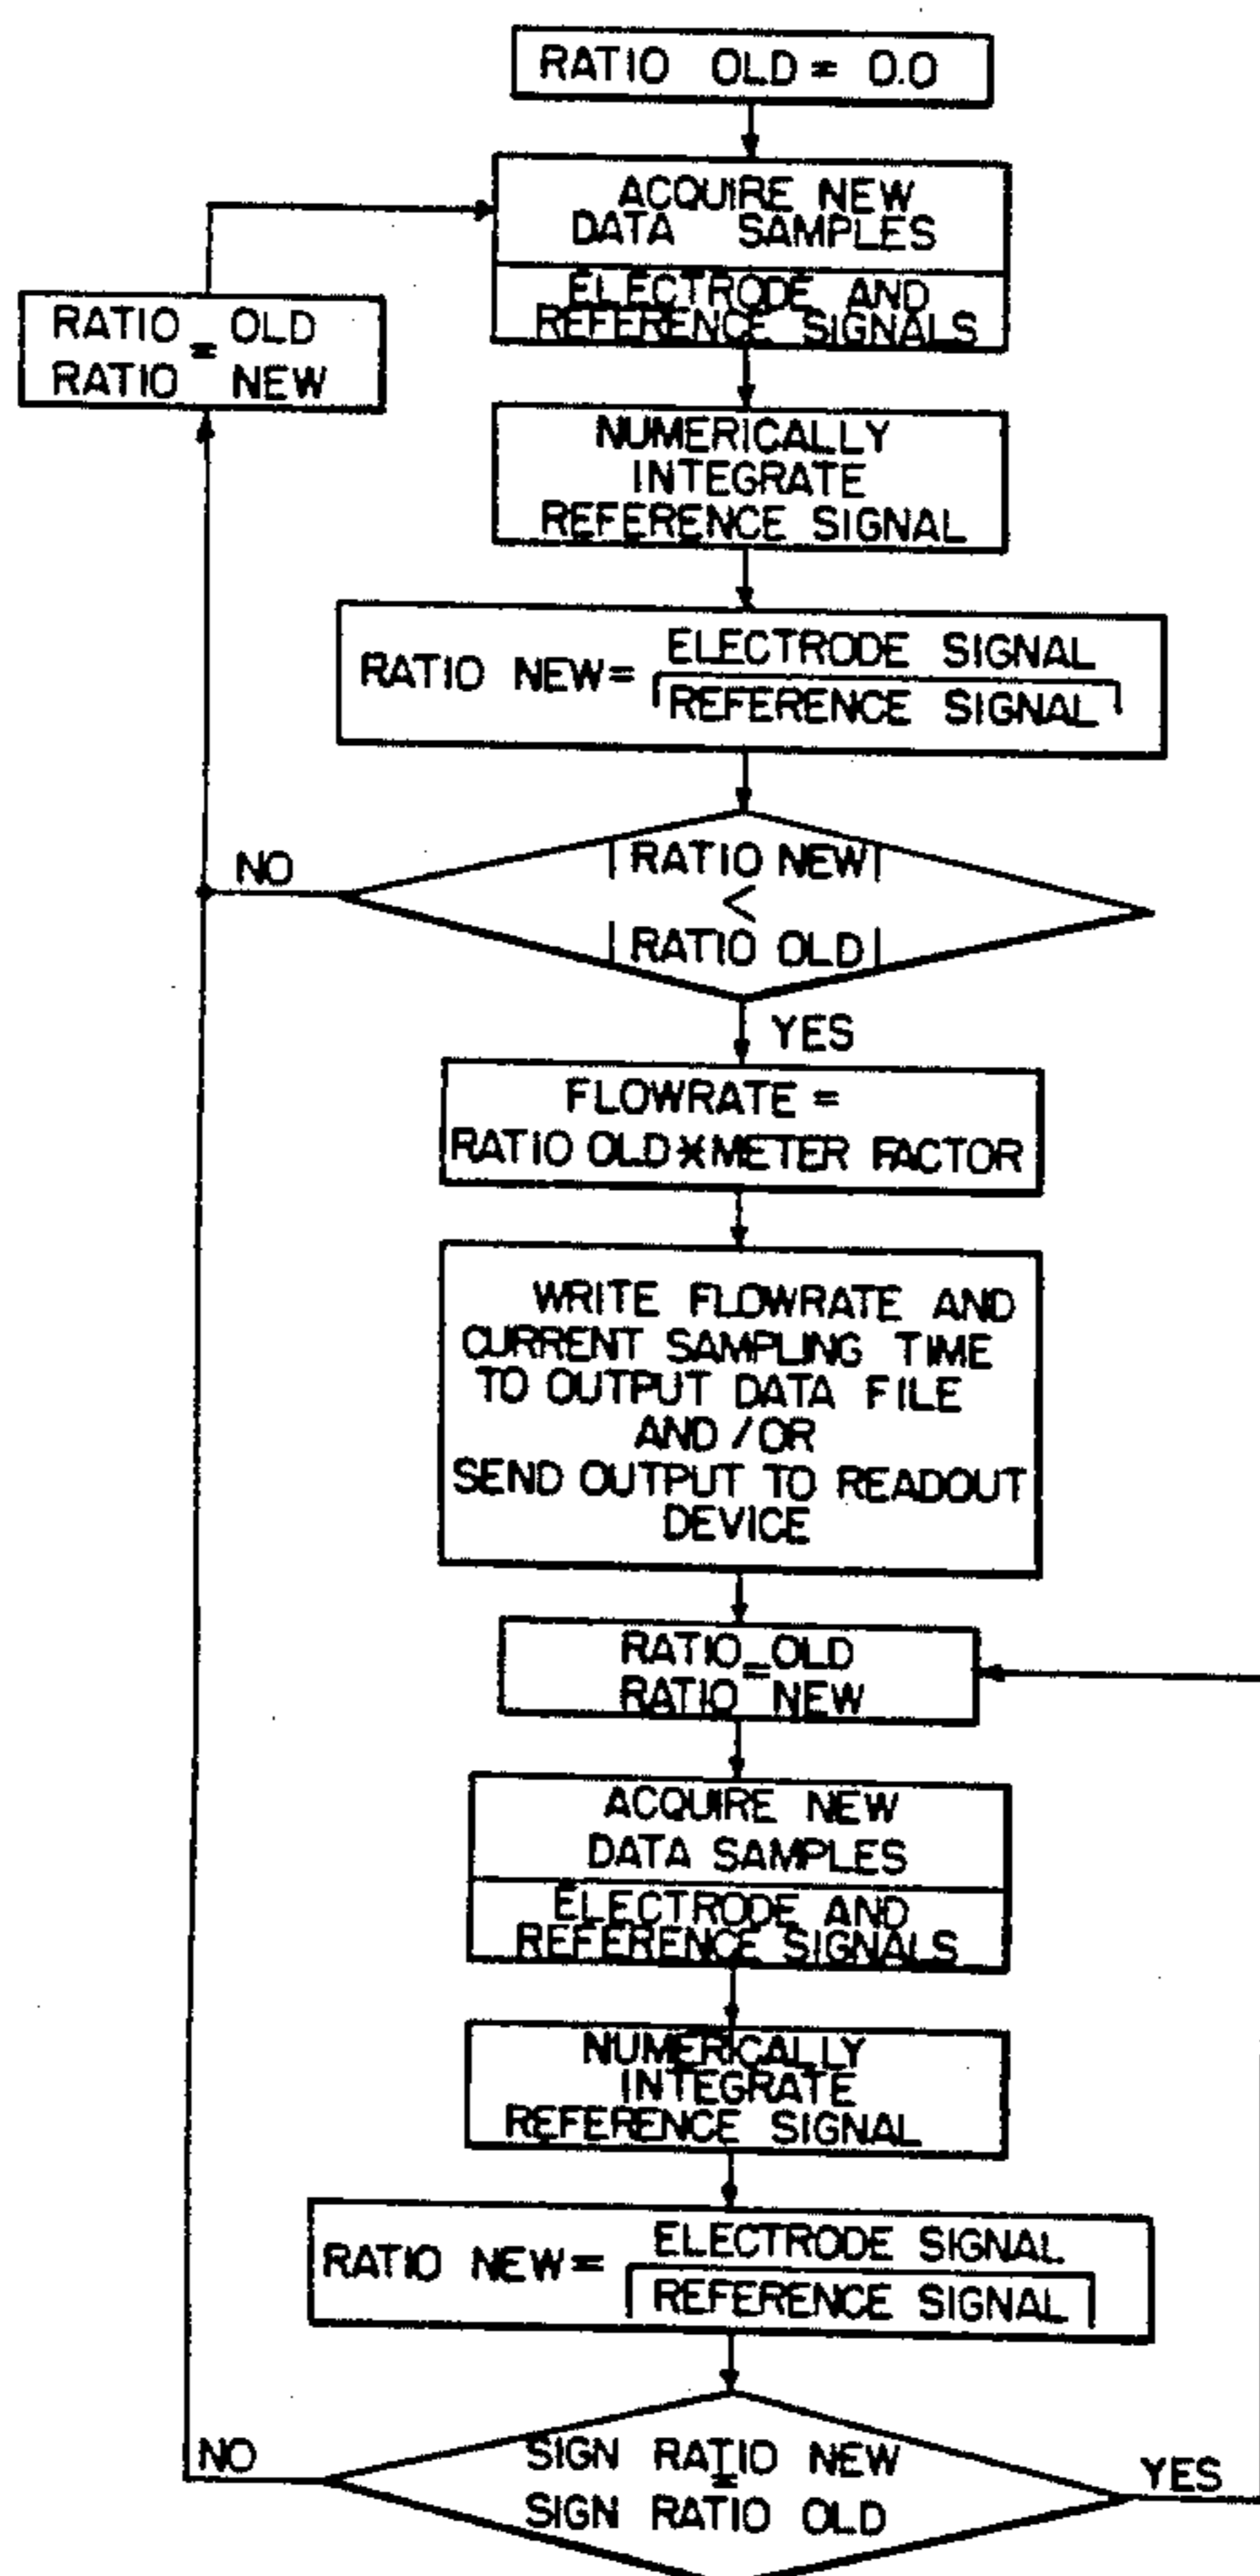 RATIO OLD = 0.0
ACQUIRE NEW
DATA SAMPLES
ELECTRODE AND
REFERENCE SIGNALS
RATIO OLD
=
RATIO NEW
NUMERICALLY
INTEGRATE
REFERENCE SIGNAL
ELECTRODE SIGNAL
RATIO NEW =
REFERENCE SIGNAL
NO
|RATIO NEW|
<
|RATIO OLD|
YES
FLOWRATE =
RATIO OLD * METER FACTOR
WRITE FLOWRATE AND
CURRENT SAMPLING TIME
TO OUTPUT DATA FILE
AND/OR
SEND OUTPUT TO READOUT
DEVICE
RATIO OLD
=
RATIO NEW
ACQUIRE NEW
DATA SAMPLES
ELECTRODE AND
REFERENCE SIGNALS
NUMERICALLY
INTEGRATE
REFERENCE SIGNAL
ELECTRODE SIGNAL
RATIO NEW =
REFERENCE SIGNAL
NO
SIGN RATIO NEW
=
SIGN RATIO OLD
YES